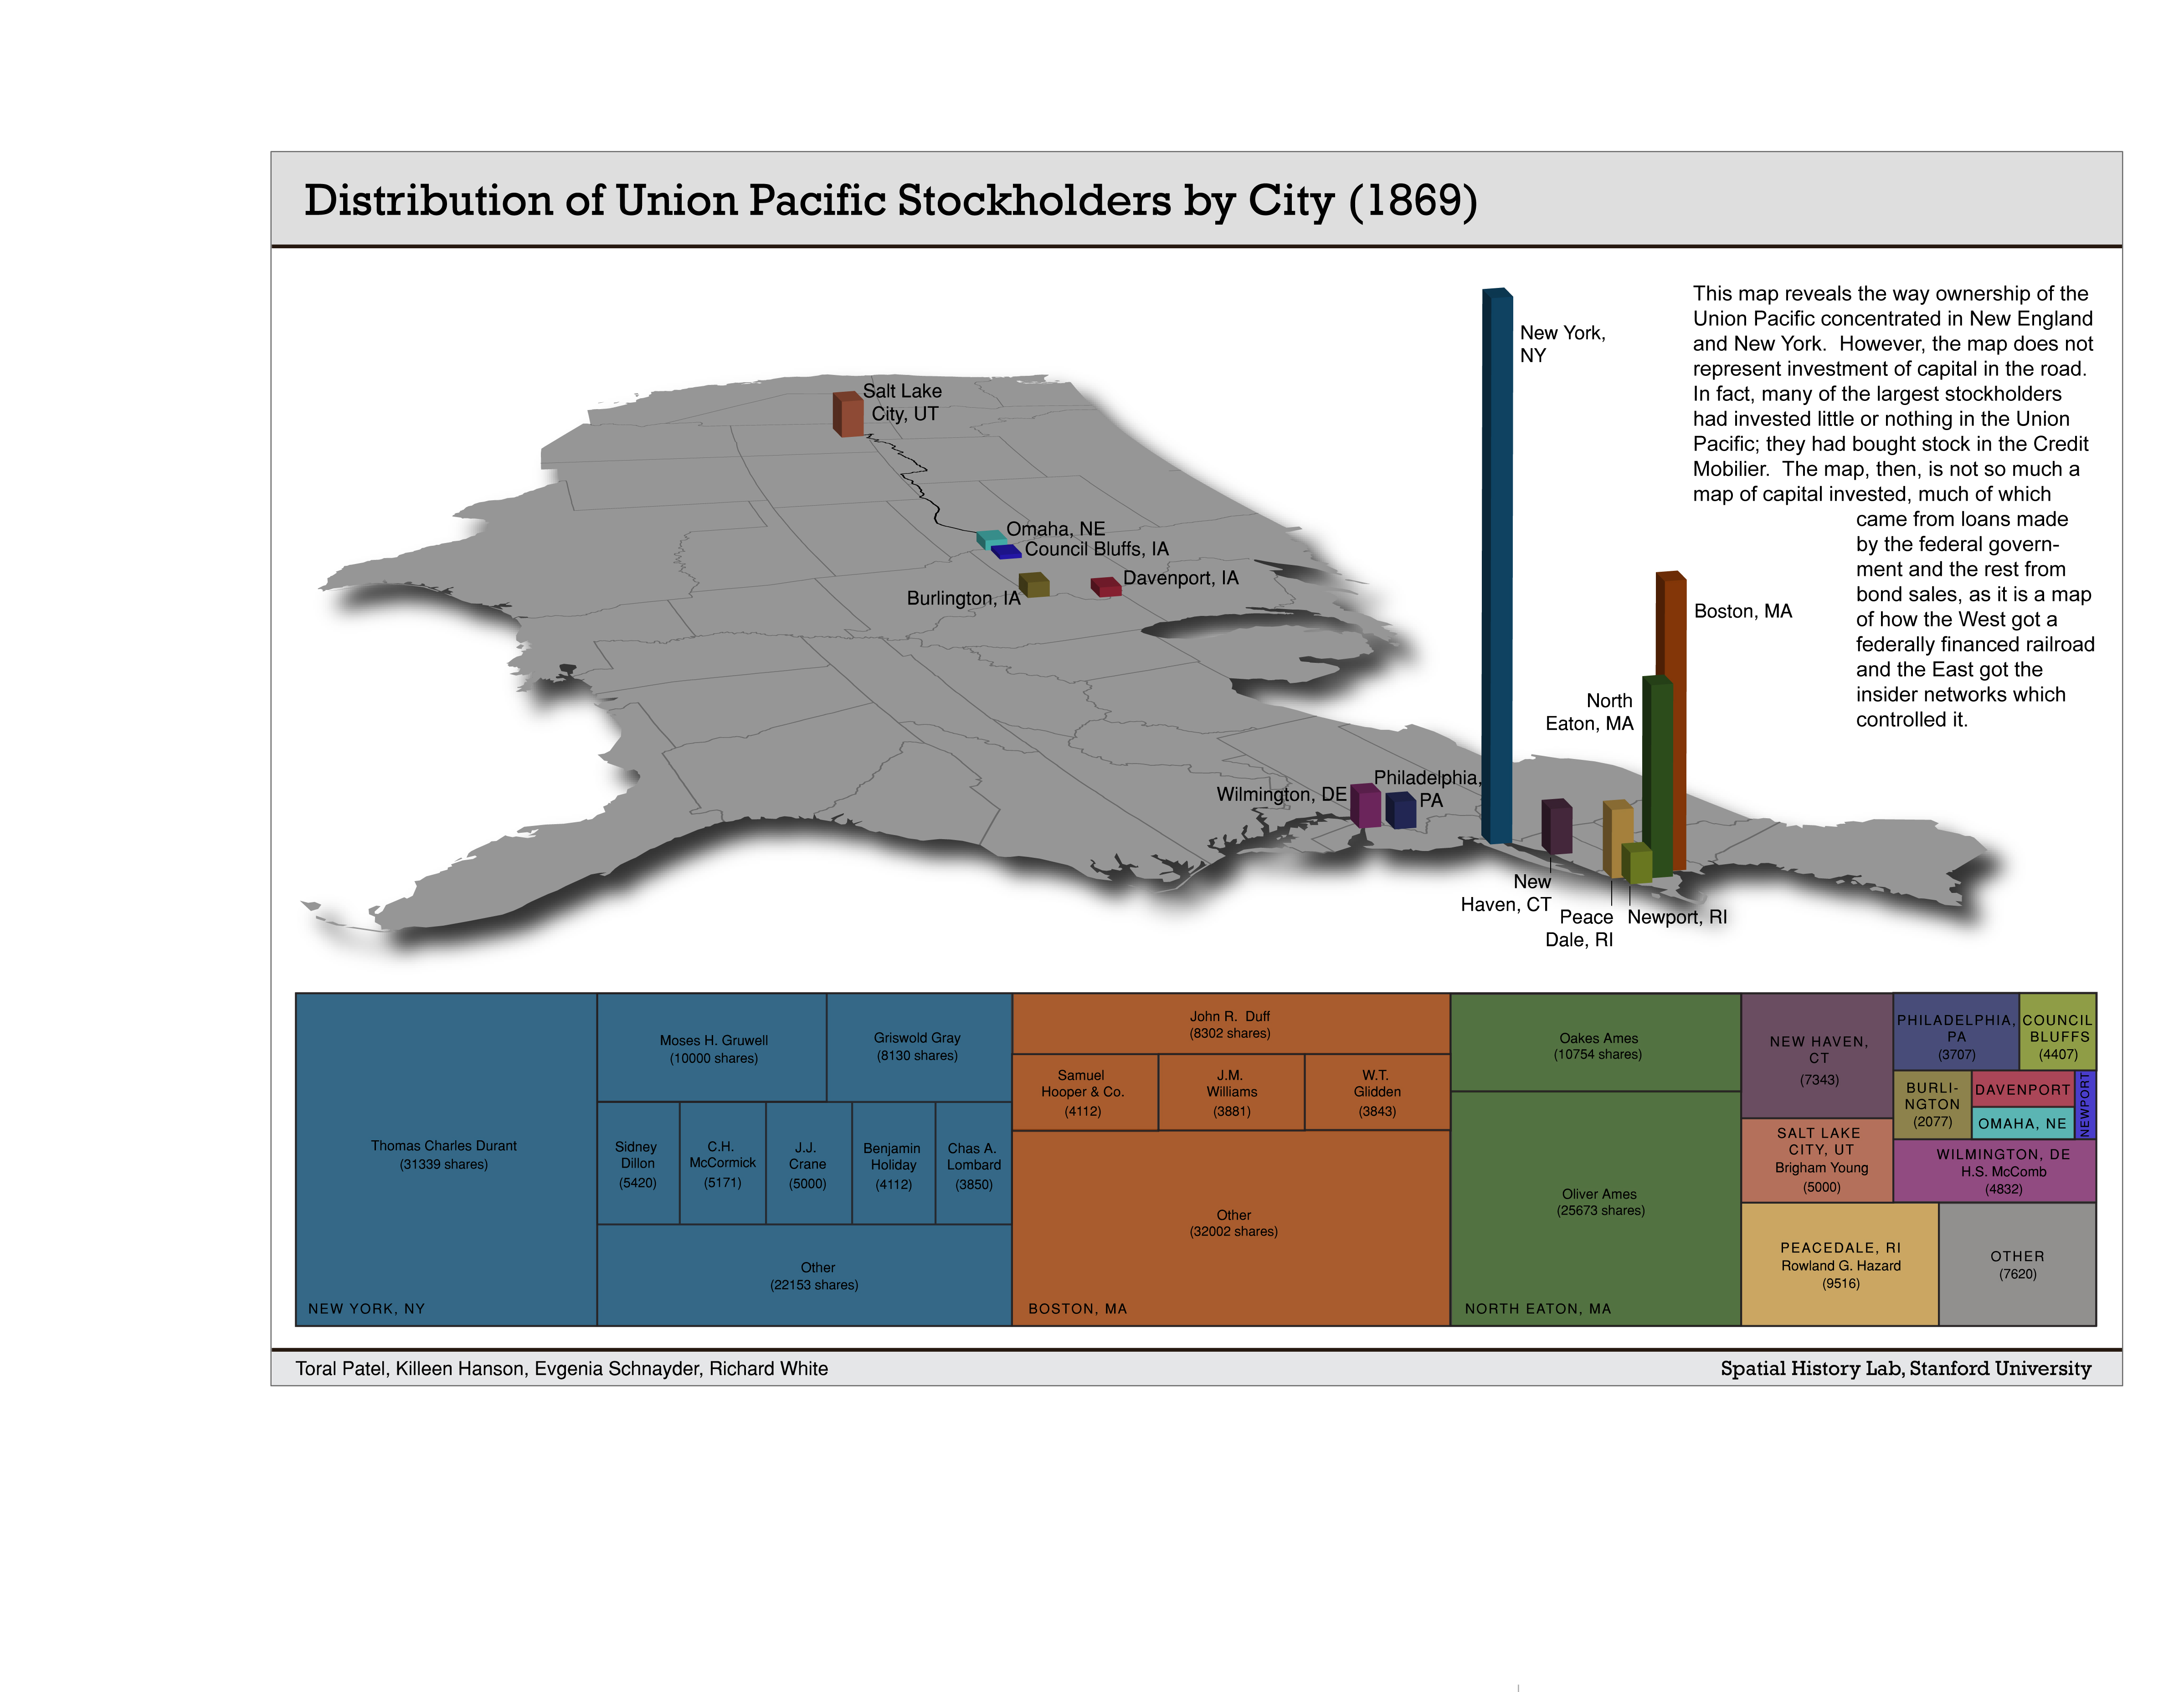 Distribution of Union Pacific Stockholders by City (1869)
This map reveals the way ownership of the
Union Pacific concentrated in New England
and New York.  However, the map does not
represent investment of capital in the road.
In fact, many of the largest stockholders
had invested little or nothing in the Union
Pacific; they had bought stock in the Credit
Mobilier.  The map, then, is not so much a
map of capital invested, much of which
came from loans made
by the federal govern-
ment and the rest from
bond sales, as it is a map
of how the West got a
federally financed railroad
and the East got the
insider networks which
controlled it.
New York,
NY
Salt Lake
City, UT
Omaha, NE
Council Bluffs, IA
Davenport, IA
Burlington, IA
Boston, MA
North
Eaton, MA
Philadelphia,
PA
Wilmington, DE
New
Haven, CT
Peace
Dale, RI
Newport, RI
Thomas Charles Durant
(31339 shares)
NEW YORK, NY
Moses H. Gruwell
(10000 shares)
Griswold Gray
(8130 shares)
Sidney
Dillon
(5420)
C.H.
McCormick
(5171)
J.J.
Crane
(5000)
Benjamin
Holiday
(4112)
Chas A.
Lombard
(3850)
Other
(22153 shares)
John R.  Duff
(8302 shares)
Samuel
Hooper & Co.
(4112)
J.M.
Williams
(3881)
W.T.
Glidden
(3843)
Other
(32002 shares)
BOSTON, MA
Oakes Ames
(10754 shares)
Oliver Ames
(25673 shares)
NORTH EATON, MA
NEW HAVEN,
CT
(7343)
SALT LAKE
CITY, UT
Brigham Young
(5000)
PEACEDALE, RI
Rowland G. Hazard
(9516)
PHILADELPHIA,
PA
(3707)
COUNCIL
BLUFFS
(4407)
BURLI-
NGTON
(2077)
DAVENPORT
OMAHA, NE
NEWPORT
WILMINGTON, DE
H.S. McComb
(4832)
OTHER
(7620)
Toral Patel, Killeen Hanson, Evgenia Schnayder, Richard White
Spatial History Lab, Stanford University